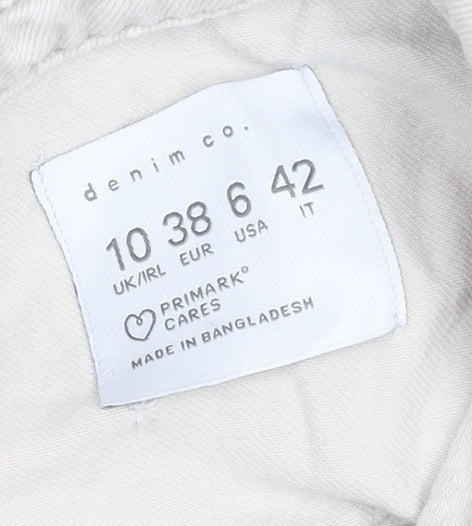 denim co.
10 38 6 42
UK/IRL EUR USA IT
PRIMARK®
CARES
MADE IN BANGLADESH